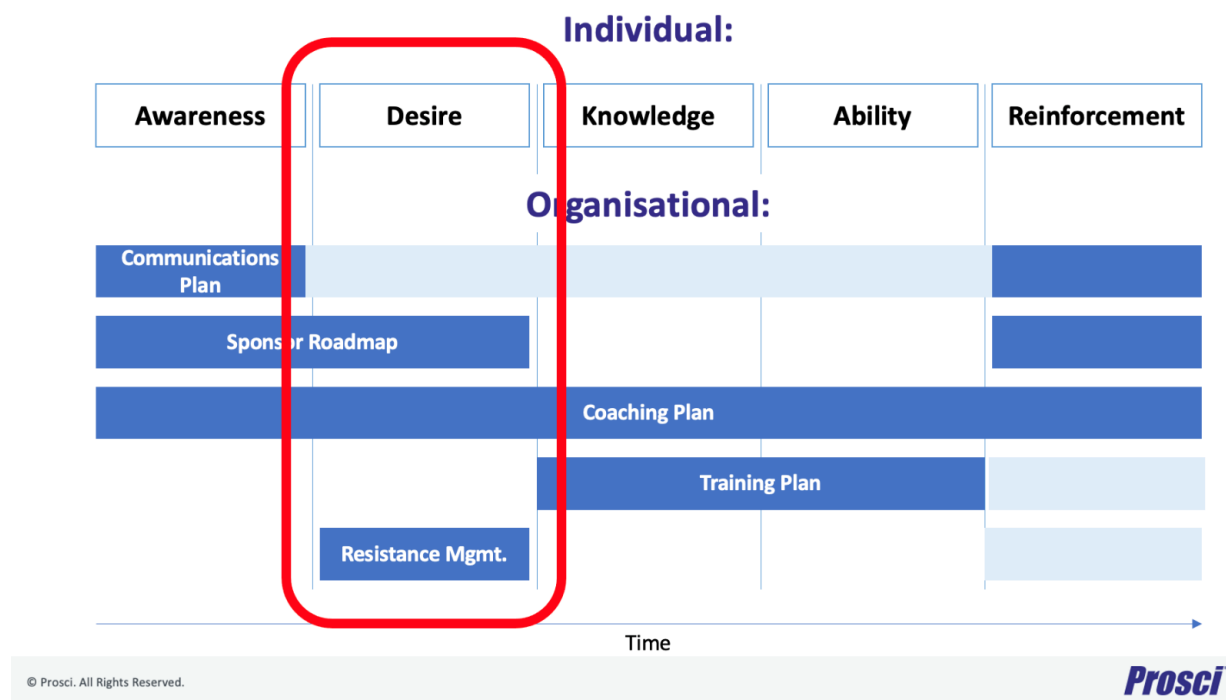 Individual:
Awareness
Desire
Knowledge
Ability
Reinforcement
Organisational:
Communications
Plan
Sponsor Roadmap
Coaching Plan
Training Plan
Resistance Mgmt.
Time
© Prosci. All Rights Reserved.
Prosci